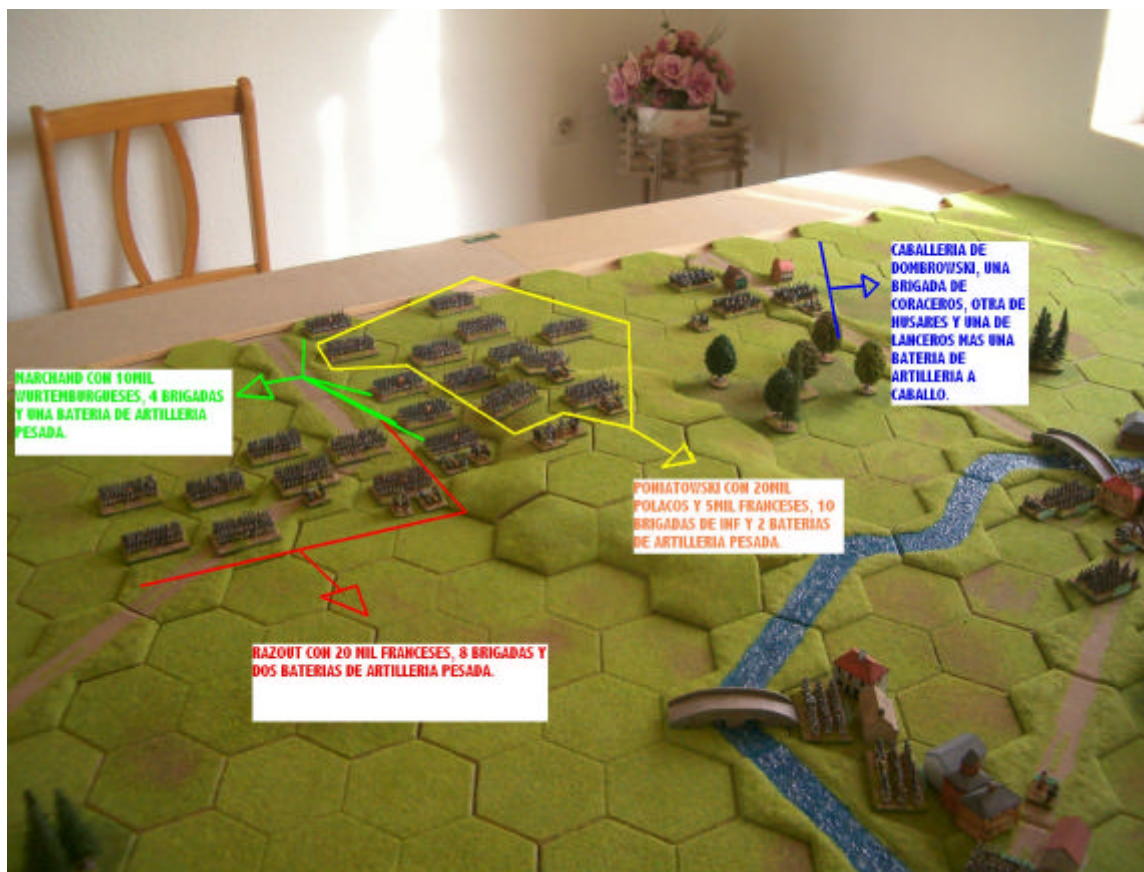 CABALLERIA DE
DOMBROWSKI, UNA
BRIGADA DE
CORACEROS, OTRA DE
HUSARES Y UNA DE
LANCEROS MAS UNA
BATERIA DE
ARTILLERIA A
CABALLO.
MARCHAND CON 10MIL
WURTEMBURGUESES, 4 BRIGADAS
Y UNA BATERIA DE ARTILLERIA
PESADA.
PONIATOWSKI CON 20MIL
POLACOS Y 5MIL FRANCESES, 10
BRIGADAS DE INF Y 2 BATERIAS
DE ARTILLERIA PESADA.
RAZOUT CON 20 MIL FRANCESES, 8 BRIGADAS Y
DOS BATERIAS DE ARTILLERIA PESADA.